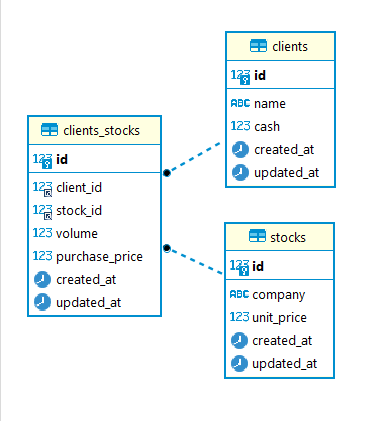 clients
123 id
ABC name
123 cash
created_at
updated_at
clients_stocks
123 id
123 client_id
123 stock_id
123 volume
123 purchase_price
created_at
updated_at
stocks
123 id
ABC company
123 unit_price
created_at
updated_at